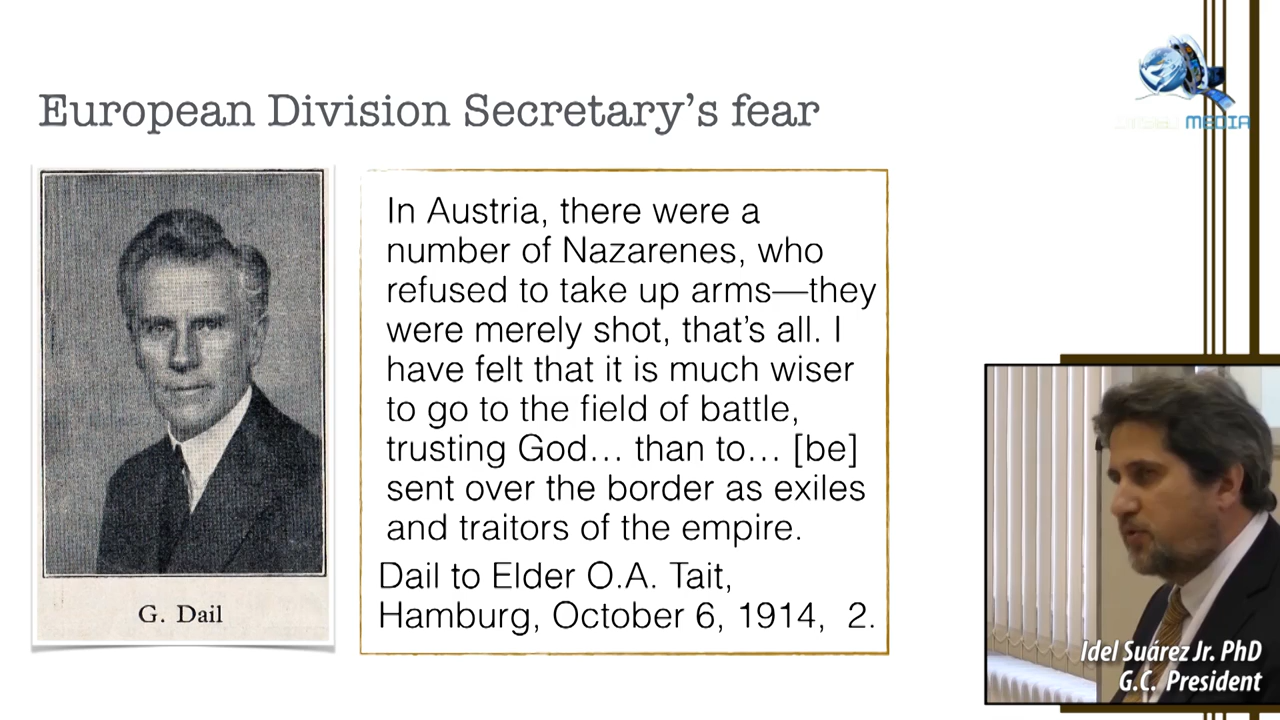 European Division Secretary’s fear
MEDIA
In Austria, there were a
number of Nazarenes, who
refused to take up arms—they
were merely shot, that’s all. I
have felt that it is much wiser
to go to the field of battle,
trusting God… than to… [be]
sent over the border as exiles
and traitors of the empire.
Dail to Elder O.A. Tait,
Hamburg, October 6, 1914, 2.
G. Dail
Idel Suárez Jr. PhD
G.C. President